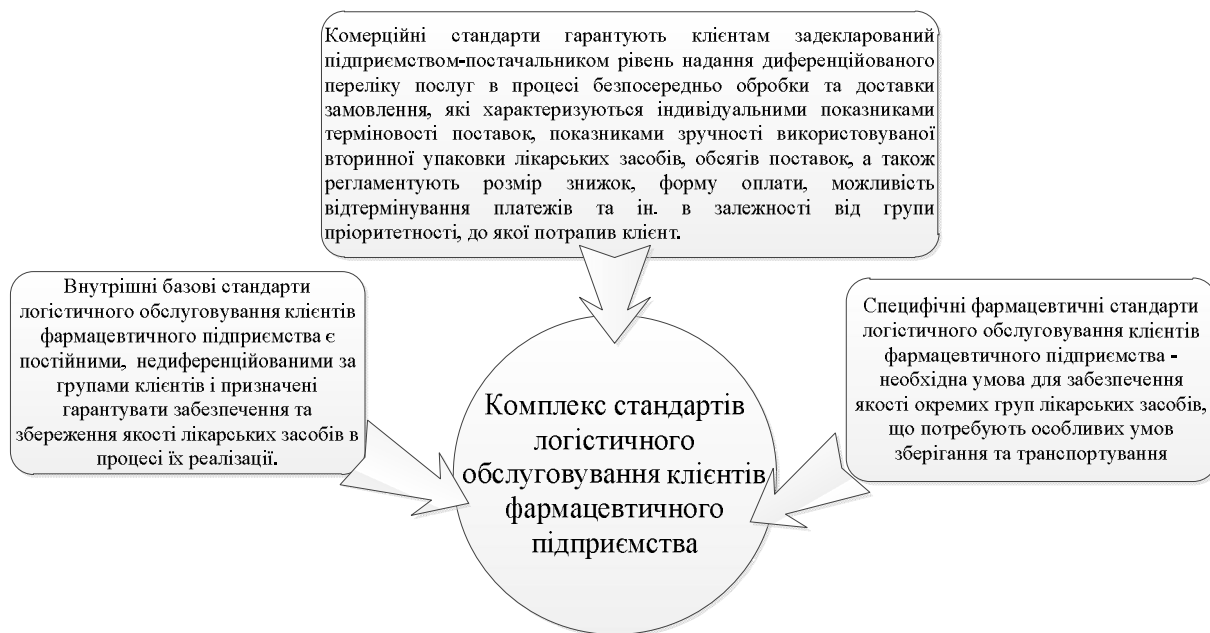 Комерційні стандарти гарантують клієнтам задекларований
підприємством-постачальником рівень надання диференційованого
переліку послуг в процесі безпосередньо обробки та доставки
замовлення, які характеризуються індивідуальними показниками
терміновості поставок, показниками зручності використовуваної
вторинної упаковки лікарських засобів, обсягів поставок, а також
регламентують розмір знижок, форму оплати, можливість
відтермінування платежів та ін. в залежності від групи
пріоритетності, до якої потрапив клієнт.
Внутрішні базові стандарти
логістичного обслуговування клієнтів
фармацевтичного підприємства є
постійними, недиференційованими за
групами клієнтів і призначені
гарантувати забезпечення та
збереження якості лікарських засобів в
процесі їх реалізації.
Специфічні фармацевтичні стандарти
логістичного обслуговування клієнтів
фармацевтичного підприємства -
необхідна умова для забезпечення
якості окремих груп лікарських засобів,
що потребують особливих умов
зберігання та транспортування
Комплекс стандартів
логістичного
обслуговування клієнтів
фармацевтичного
підприємства